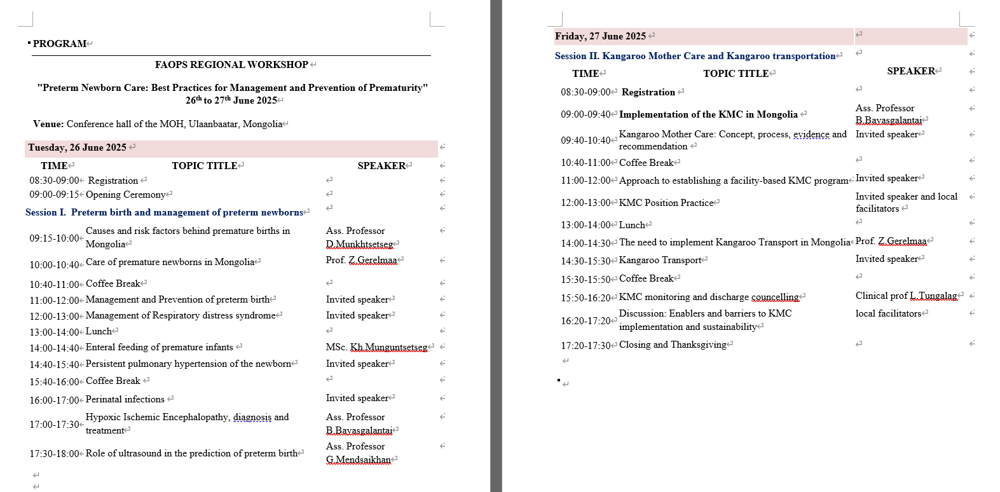 PROGRAM
FAOPS REGIONAL WORKSHOP
"Preterm Newborn Care: Best Practices for Management and Prevention of Prematurity"
26th to 27th June 2025
Venue: Conference hall of the MOH, Ulaanbaatar, Mongolia
Tuesday, 26 June 2025
TIME TOPIC TITLE SPEAKER
08:30-09:00 Registration
09:00-09:15 Opening Ceremony
Session I. Preterm birth and management of preterm newborns
09:15-10:00 Causes and risk factors behind premature births in Mongolia Ass. Professor D.Munkhtsetseg
10:00-10:40 Care of premature newborns in Mongolia Prof. Z.Gerelmaa
10:40-11:00 Coffee Break
11:00-12:00 Management and Prevention of preterm birth Invited speaker
12:00-13:00 Management of Respiratory distress syndrome Invited speaker
13:00-14:00 Lunch
14:00-14:40 Enteral feeding of premature infants MSc. Kh.Munguntsetseg
14:40-15:40 Persistent pulmonary hypertension of the newborn Invited speaker
15:40-16:00 Coffee Break
16:00-17:00 Perinatal infections Invited speaker
17:00-17:30 Hypoxic Ischemic Encephalopathy, diagnosis and treatment Ass. Professor B.Bayasgalantai
17:30-18:00 Role of ultrasound in the prediction of preterm birth Ass. Professor G.Mendsaikhan
Friday, 27 June 2025
Session II. Kangaroo Mother Care and Kangaroo transportation
TIME TOPIC TITLE SPEAKER
08:30-09:00 Registration
09:00-09:40 Implementation of the KMC in Mongolia Ass. Professor B.Bayasgalantai
09:40-10:40 Kangaroo Mother Care: Concept, process, evidence and recommendation Invited speaker
10:40-11:00 Coffee Break
11:00-12:00 Approach to establishing a facility-based KMC program Invited speaker
12:00-13:00 KMC Position Practice Invited speaker and local facilitators
13:00-14:00 Lunch
14:00-14:30 The need to implement Kangaroo Transport in Mongolia Prof. Z.Gerelmaa
14:30-15:30 Kangaroo Transport Invited speaker
15:30-15:50 Coffee Break
15:50-16:20 KMC monitoring and discharge councelling Clinical prof L.Tungalag
16:20-17:20 Discussion: Enablers and barriers to KMC implementation and sustainability local facilitators
17:20-17:30 Closing and Thanksgiving